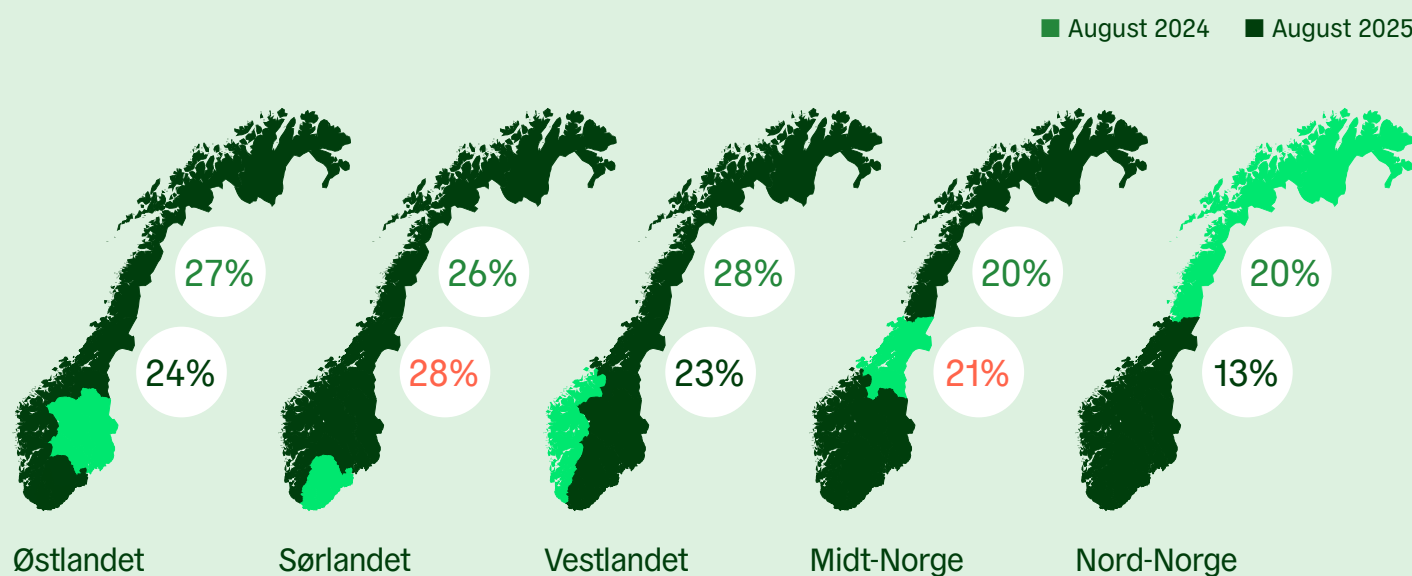 August 2024 August 2025
27% 26% 28% 20% 20%
24% 28% 23% 21% 13%
Østlandet Sørlandet Vestlandet Midt-Norge Nord-Norge